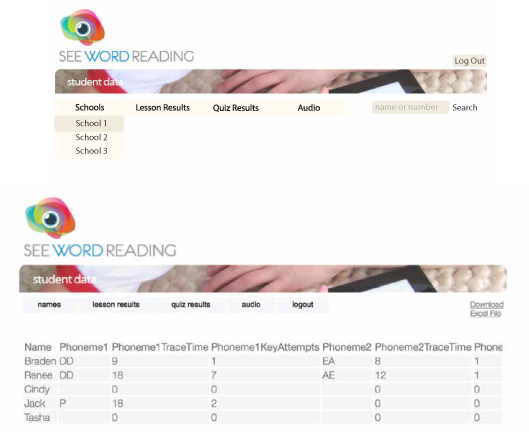 SEE WORD READING
Log Out
student data
Schools Lesson Results Quiz Results Audio name or number Search
School 1
School 2
School 3
SEE WORD READING
student data
names lesson results quiz results audio logout Download
Excel File
Name Phoneme1 Phoneme1TraceTime Phoneme1KeyAttempts Phoneme2 Phoneme2TraceTime Phone
Braden DD 9 1 EA 8 1
Renee DD 18 7 AE 12 1
Cindy 0 0 0 0
Jack P 18 2 0 0
Tasha 0 0 0 0